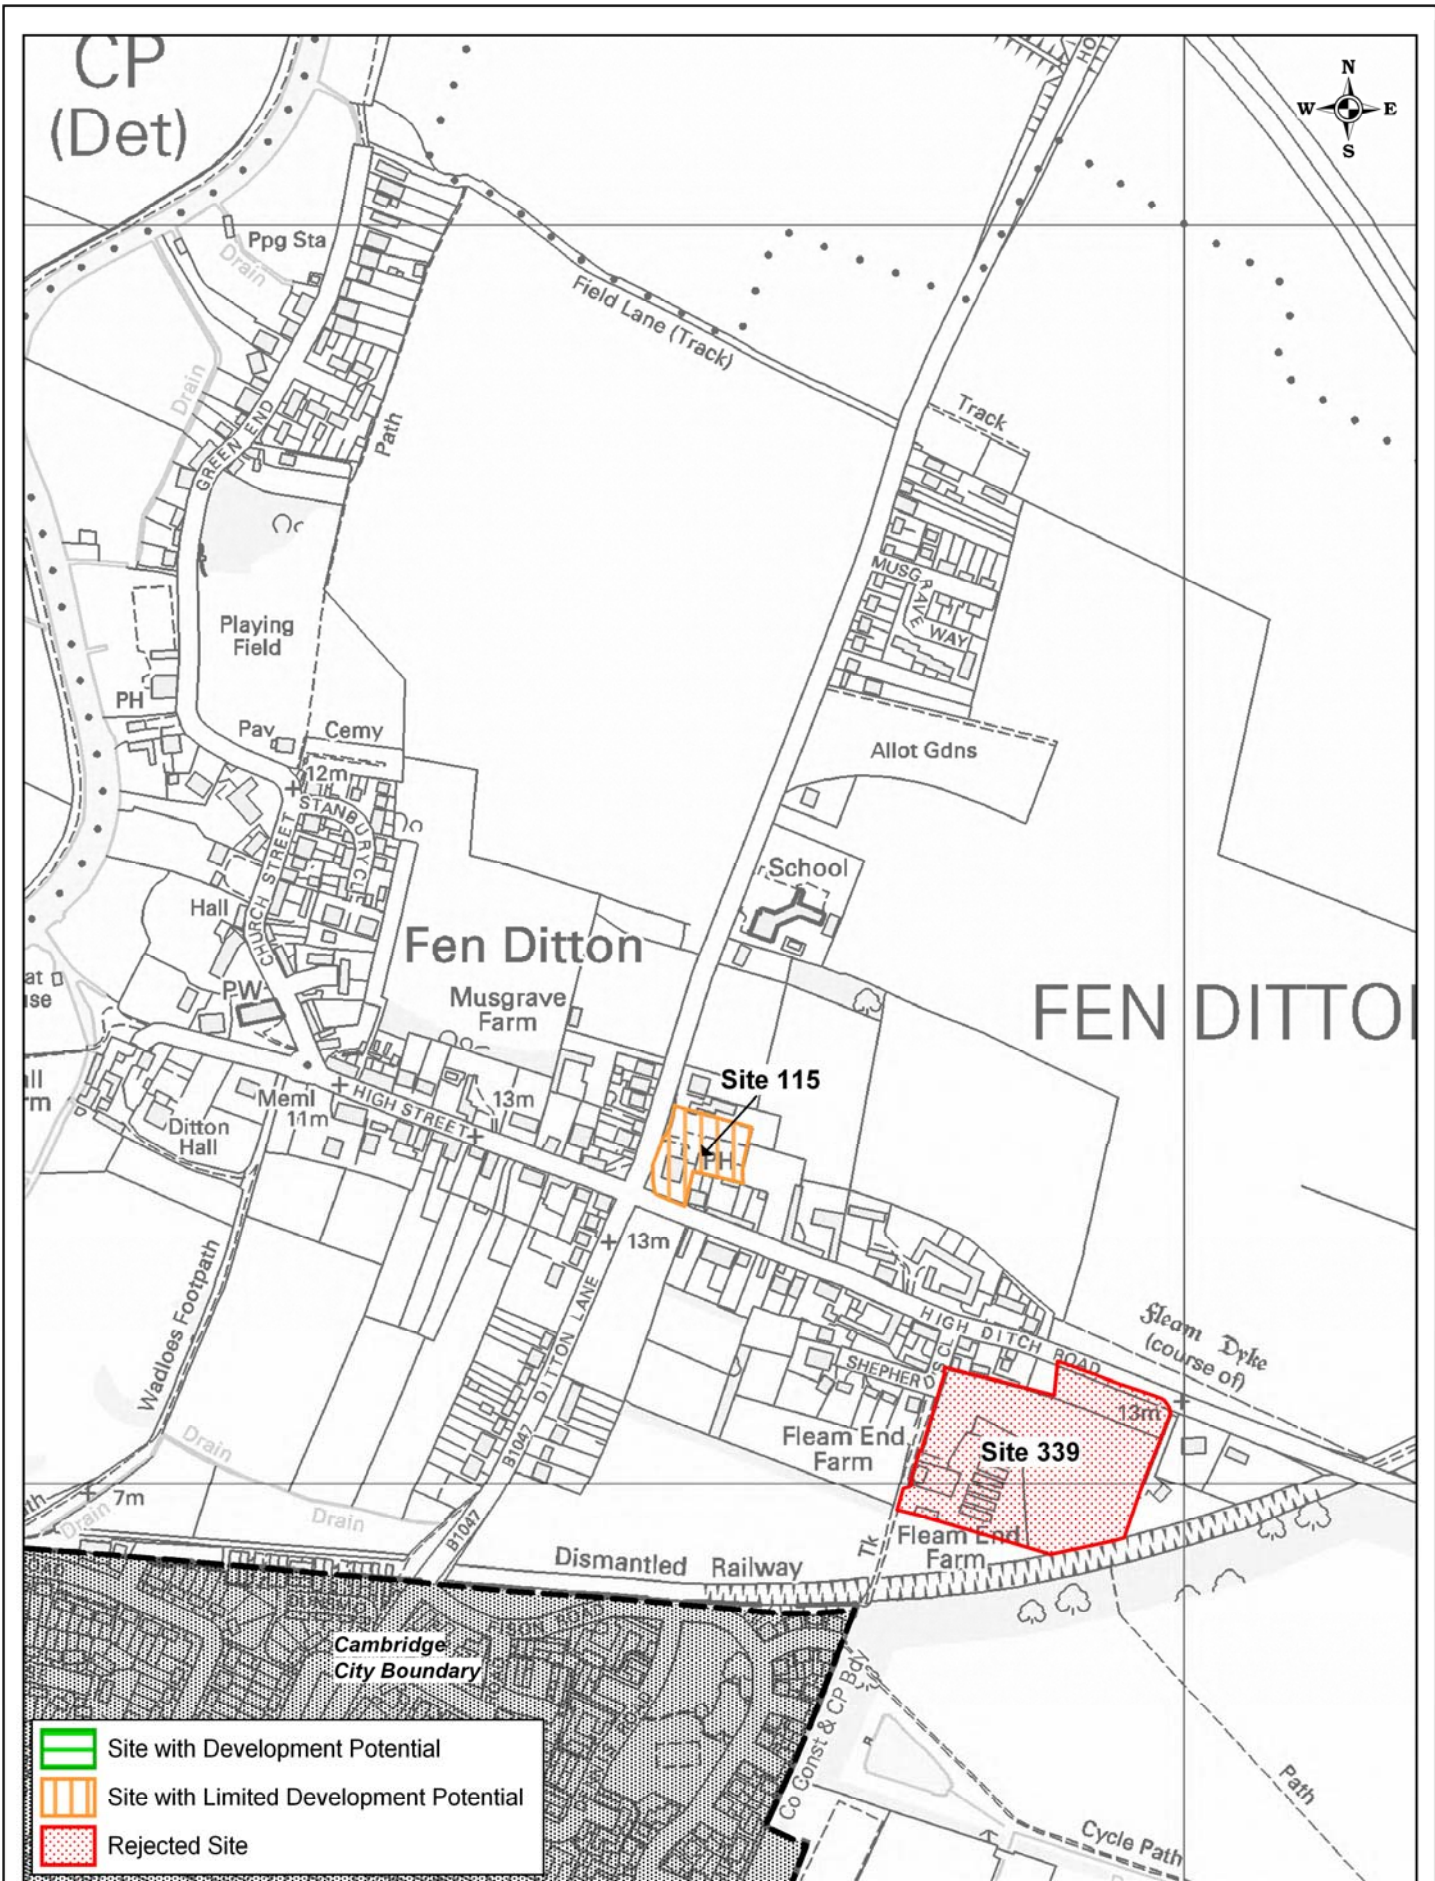 CP
(Det)
HO
N
W E
S
Ppg Sta
Drain
Field Lane (Track)
Drain
Path
Track
GREEN END
MUSGRAVE
WAY
Playing
Field
PH
Pav
Cemy
Allot Gdns
12m
STANBURY CL
CHURCH STREET
School
Hall
Fen Ditton
PW
Musgrave
Farm
FEN DITTO
Site 115
Meml
11m
HIGH STREET
13m
Ditton
Hall
PH
13m
Wadloes Footpath
DITTON LANE
B1047
HIGH DITCH ROAD
Fleam Dyke
(course of)
SHEPHERDS CL
13m
Fleam End
Farm
Site 339
Drain
7m
Drain
Drain
B1047
Tk
Fleam End
Farm
Dismantled Railway
FISON ROAD
Cambridge
City Boundary
ROAD
Co Const & CP Bdy
Path
Cycle Path
Site with Development Potential
Site with Limited Development Potential
Rejected Site